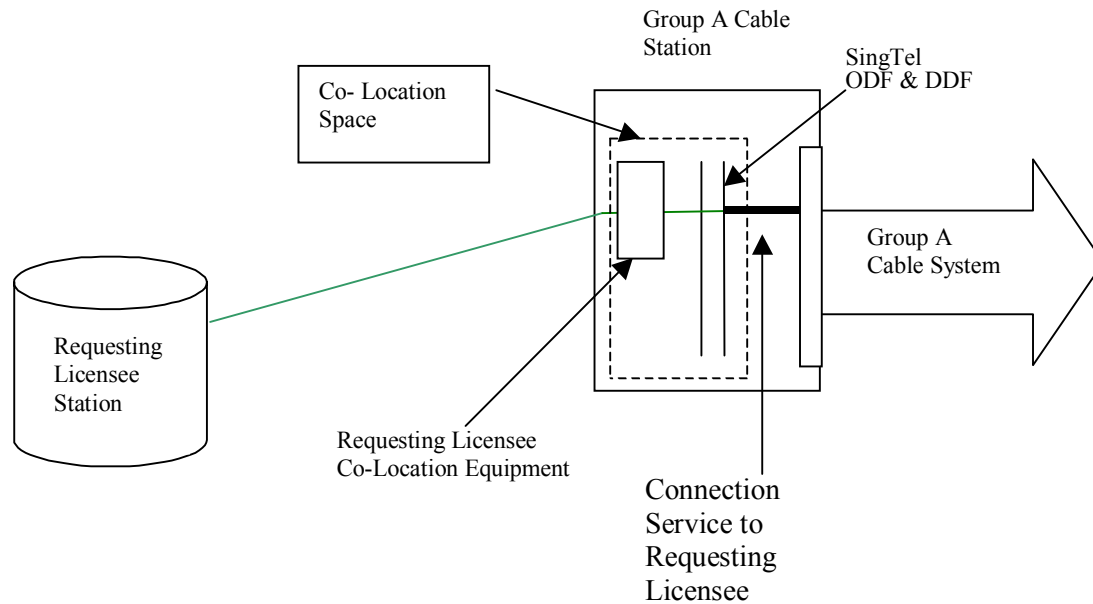 Group A Cable
Station
SingTel
ODF & DDF
Co- Location
Space
Group A
Cable System
Requesting
Licensee
Station
Requesting Licensee
Co-Location Equipment
Connection
Service to
Requesting
Licensee